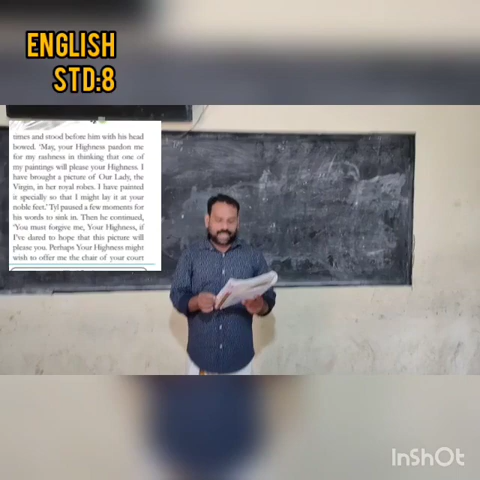 ENGLISH
STD:8
times and stood before him with his head
bowed. 'May, your Highness pardon me
for my rashness in thinking that one of
my paintings will please your Highness. I
have brought a picture of Our Lady, the
Virgin, in her royal robes. I have painted
it specially so that I might lay it at your
noble feet.' Tyl paused a few moments for
his words to sink in. Then he continued,
'You must forgive me, Your Highness, if
I've dared to hope that this picture will
please you. Perhaps Your Highness might
wish to offer me the chair of your court
InShOt